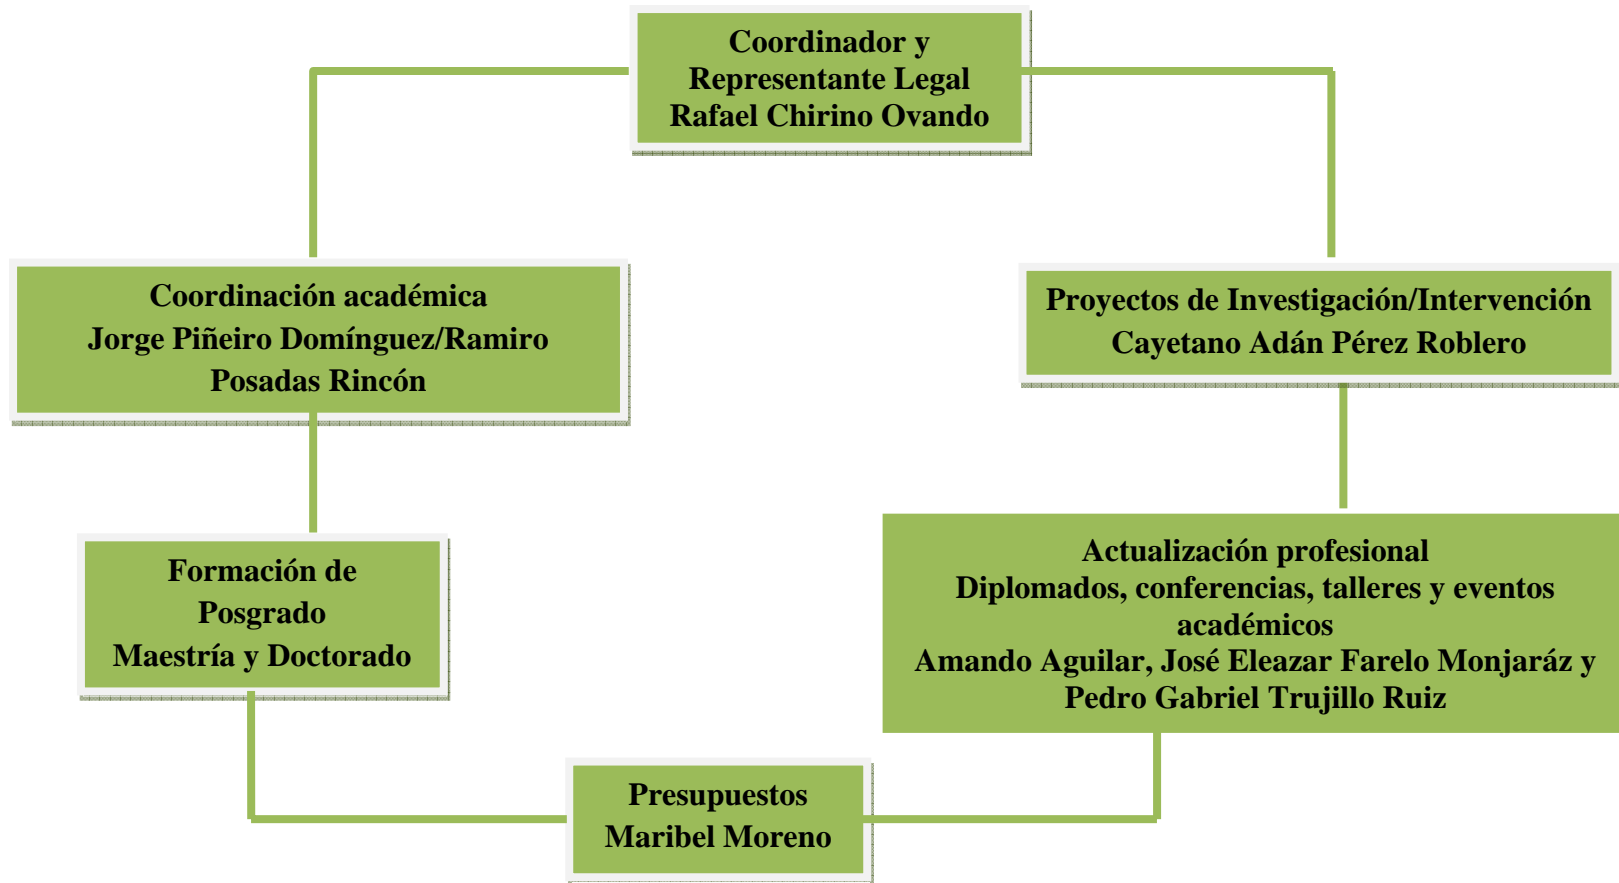 Coordinador y
Representante Legal
Rafael Chirino Ovando
Coordinación académica
Jorge Piñeiro Domínguez/Ramiro
Posadas Rincón
Proyectos de Investigación/Intervención
Cayetano Adán Pérez Roblero
Formación de
Posgrado
Maestría y Doctorado
Actualización profesional
Diplomados, conferencias, talleres y eventos
académicos
Amando Aguilar, José Eleazar Farelo Monjaráz y
Pedro Gabriel Trujillo Ruiz
Presupuestos
Maribel Moreno